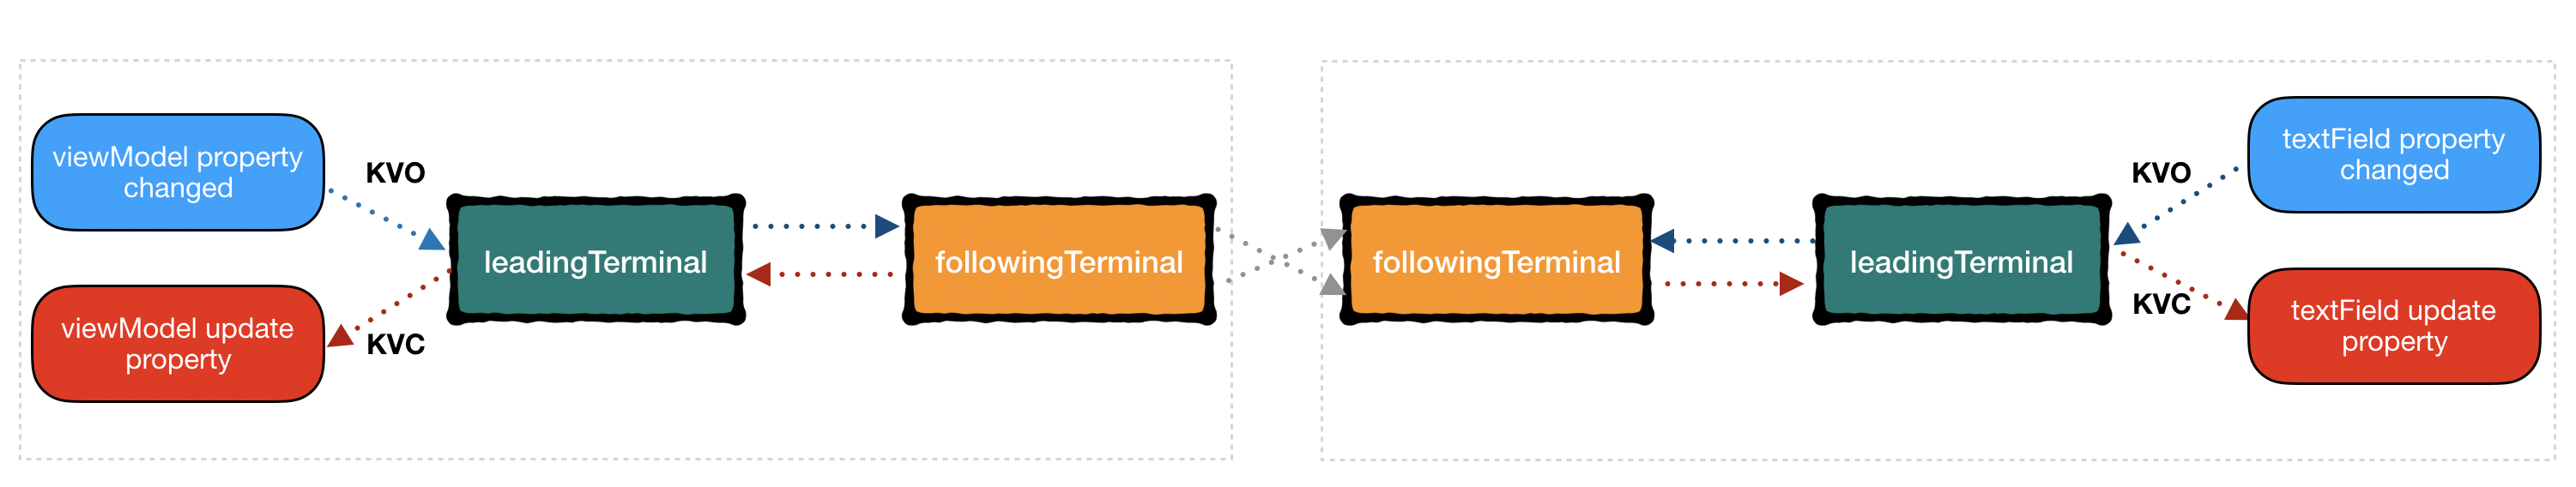 viewModel property
changed
KVO
viewModel update
property
KVC
leadingTerminal
followingTerminal
followingTerminal
leadingTerminal
KVO
textField property
changed
KVC
textField update
property